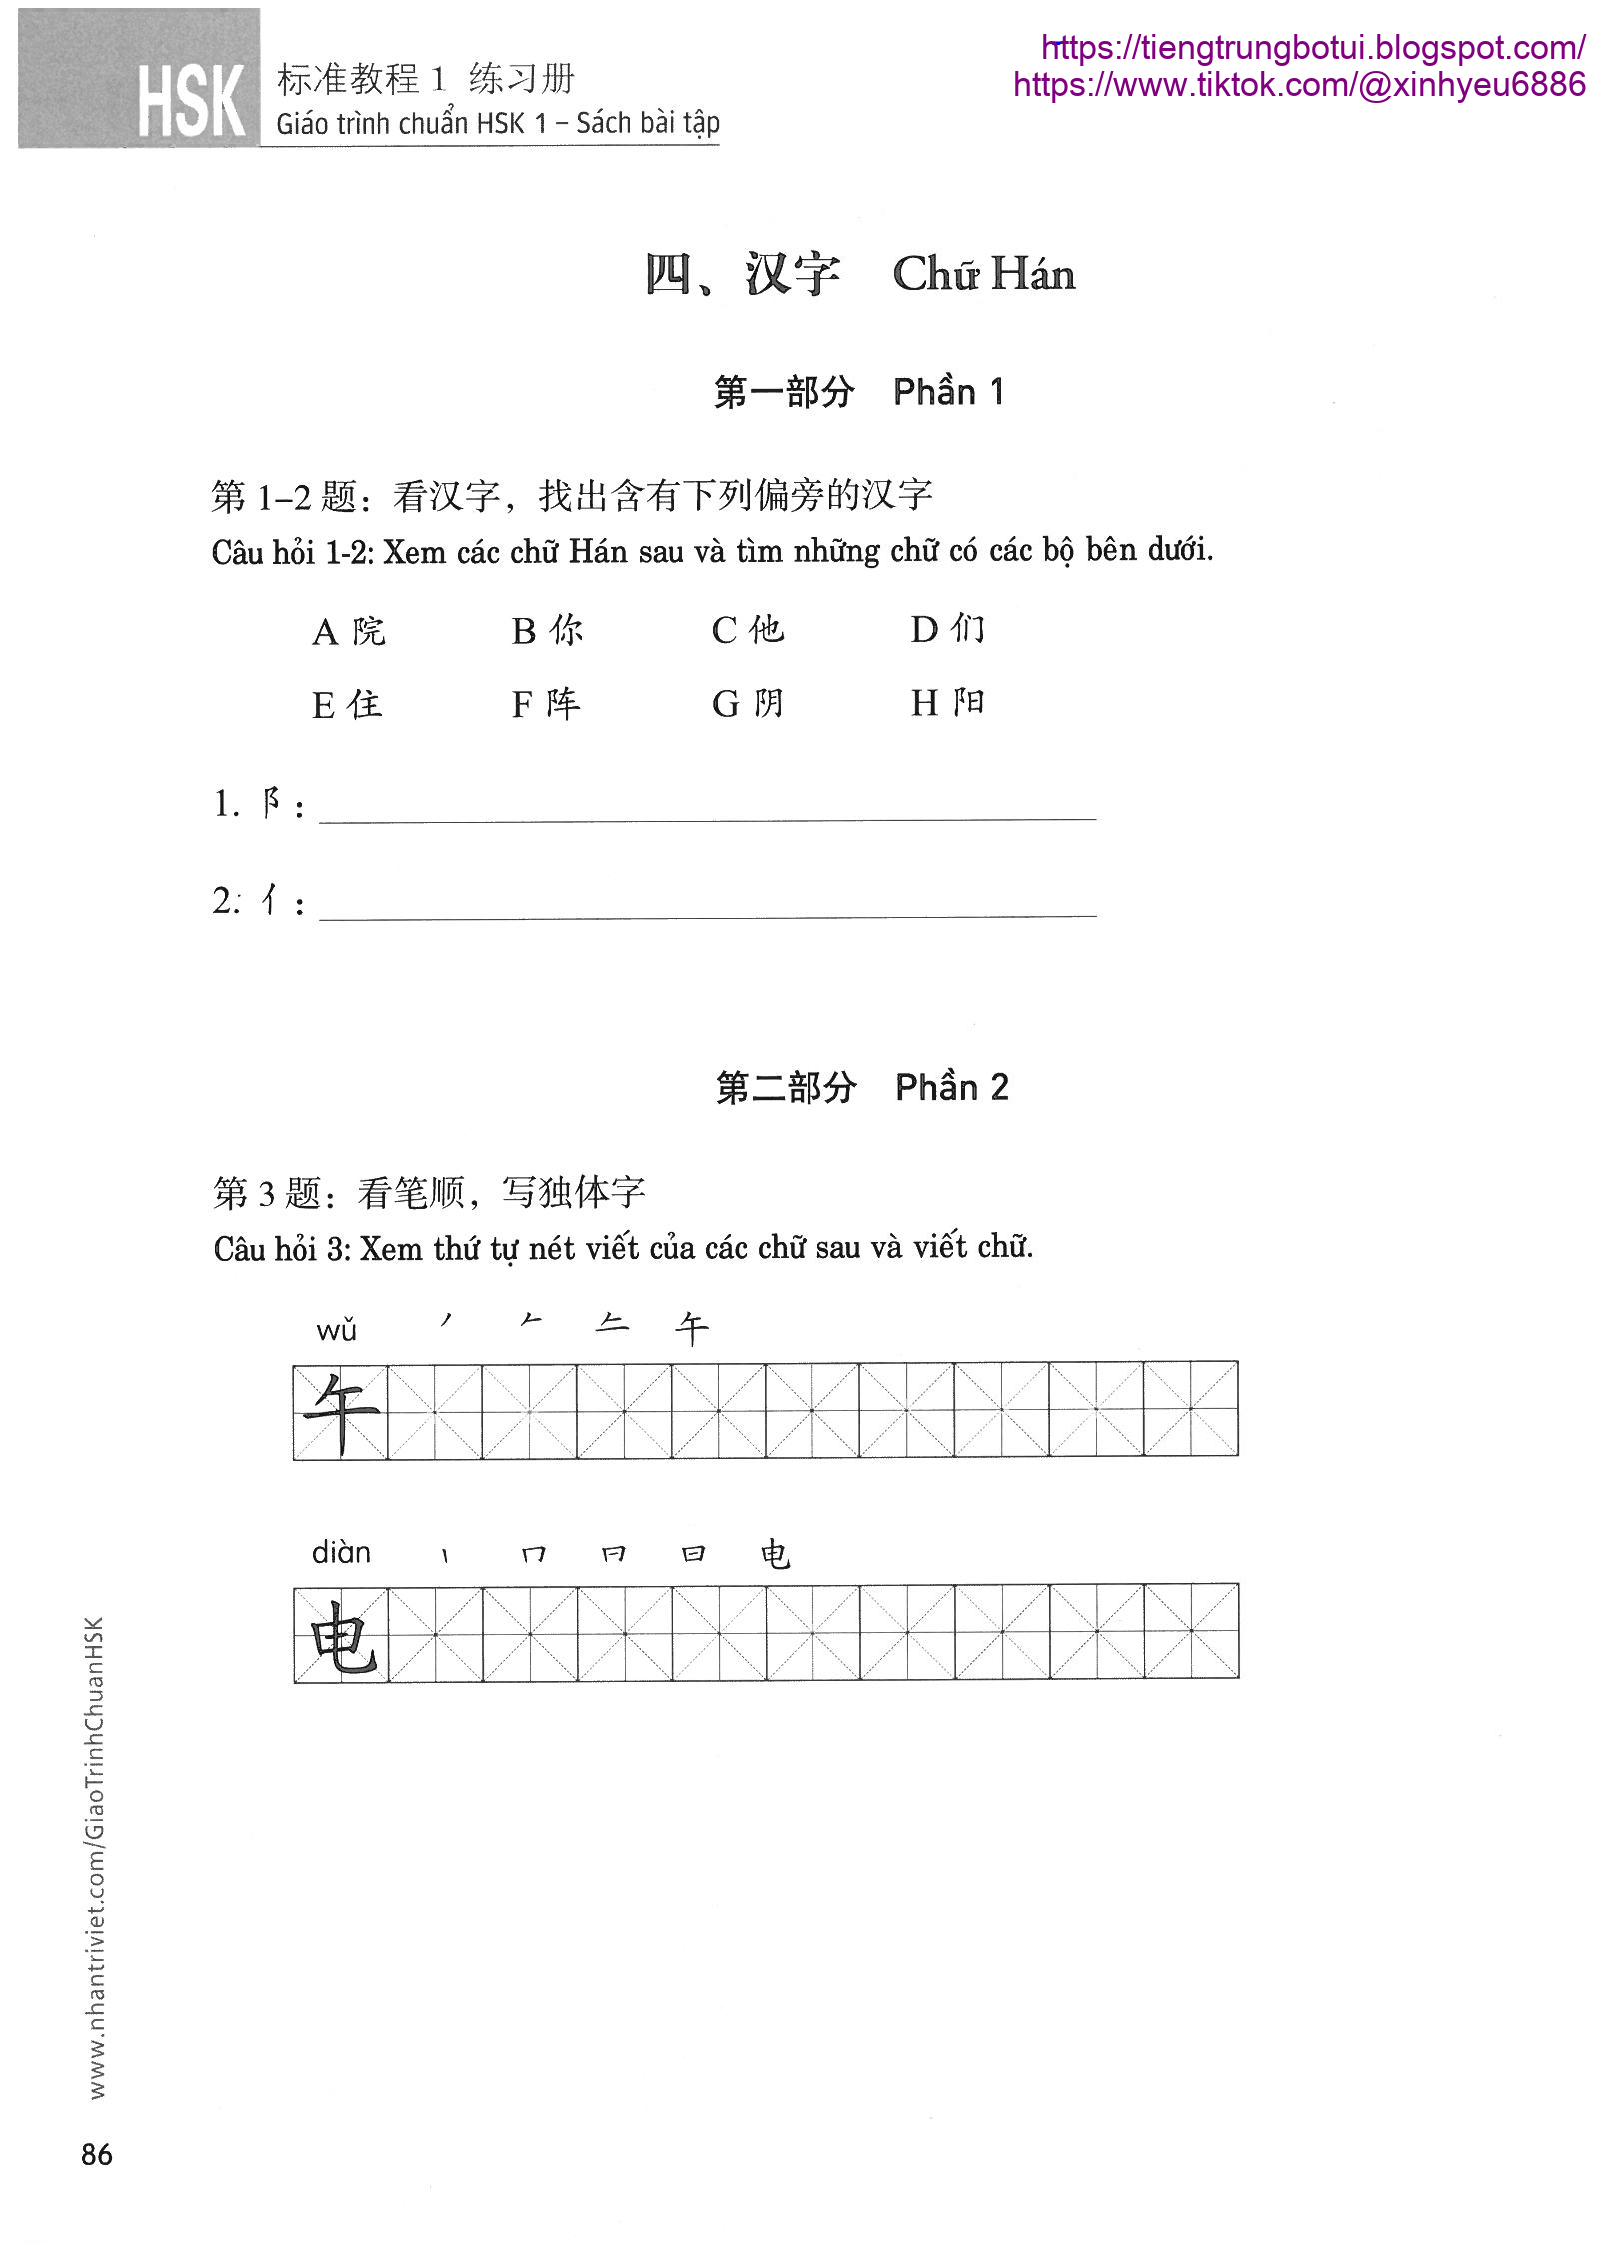 https://tiengtrungbotui.blogspot.com/
https://www.tiktok.com/@xinhyeu6886
HSK
标准教程 1 练习册
Giáo trình chuẩn HSK 1 – Sách bài tập
四、汉字 Chữ Hán
第一部分 Phần 1
第 1–2 题：看汉字，找出含有下列偏旁的汉字
Câu hỏi 1-2: Xem các chữ Hán sau và tìm những chữ có các bộ bên dưới.
A 院 B 你 C 他 D 们
E 住 F 阵 G 阴 H 阳
1. 阝:
2. 亻:
第二部分 Phần 2
第 3 题：看笔顺，写独体字
Câu hỏi 3: Xem thứ tự nét viết của các chữ sau và viết chữ.
wǔ 丿 𠂉 午
午
diàn 丨 冂 日 电
电
www.nhantriviet.com/GiaoTrinhChuanHSK
86